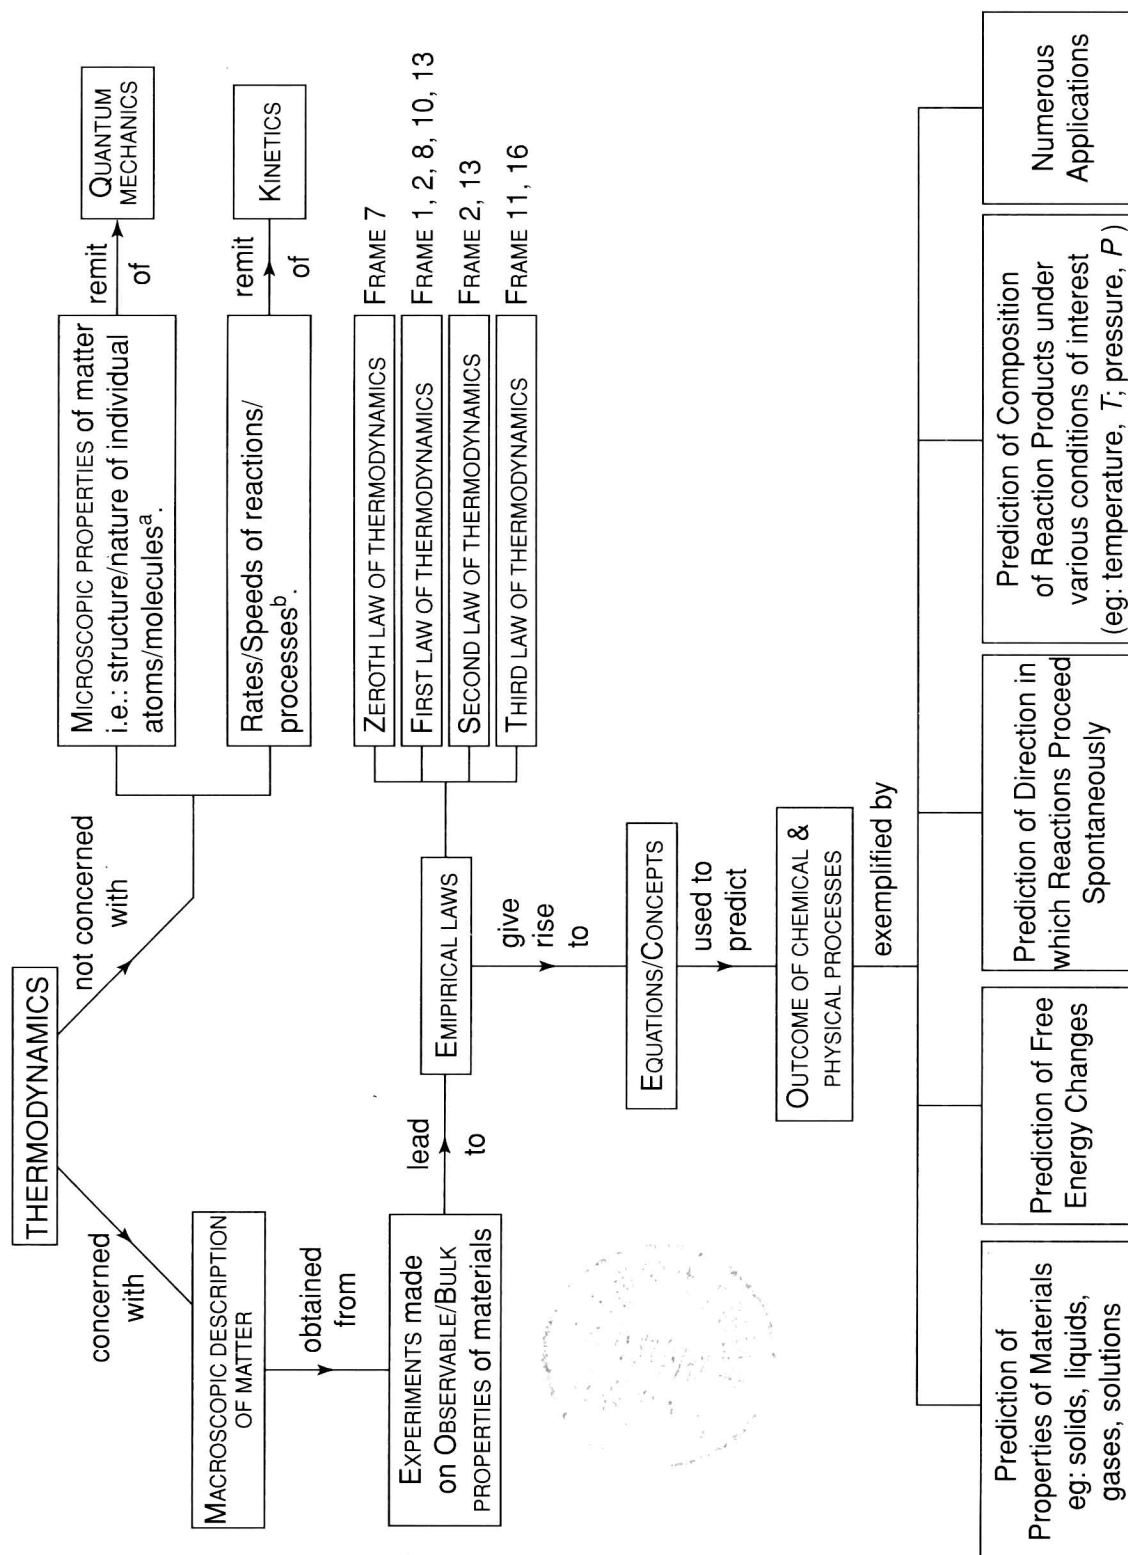 THERMODYNAMICS
concerned
with
not concerned
with
MACROSCOPIC DESCRIPTION
OF MATTER
obtained
from
EXPERIMENTS made
on OBSERVABLE/BULK
PROPERTIES of materials
lead
to
EMIPIRICAL LAWS
MICROSCOPIC PROPERTIES of matter
i.e.: structure/nature of individual
atoms/molecules^a.
remit
of
QUANTUM
MECHANICS
Rates/Speeds of reactions/
processes^b.
remit
of
KINETICS
ZEROTH LAW OF THERMODYNAMICS FRAME 7
FIRST LAW OF THERMODYNAMICS FRAME 1, 2, 8, 10, 13
SECOND LAW OF THERMODYNAMICS FRAME 2, 13
THIRD LAW OF THERMODYNAMICS FRAME 11, 16
give
rise
to
EQUATIONS/CONCEPTS
used to
predict
OUTCOME OF CHEMICAL &
PHYSICAL PROCESSES
exemplified by
Prediction of
Properties of Materials
eg: solids, liquids,
gases, solutions
Prediction of Free
Energy Changes
Prediction of Direction in
which Reactions Proceed
Spontaneously
Prediction of Composition
of Reaction Products under
various conditions of interest
(eg: temperature, T; pressure, P )
Numerous
Applications